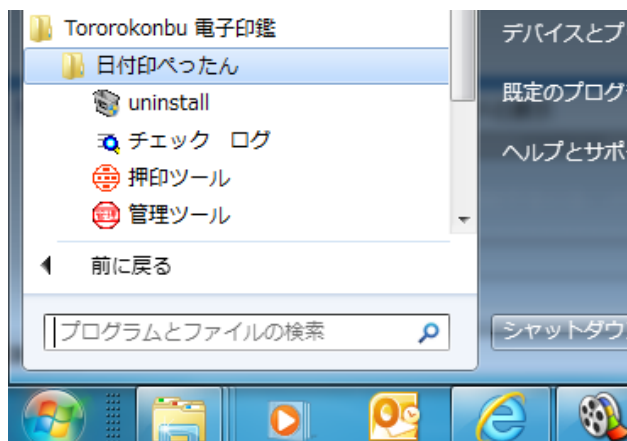 Tororokonbu 電子印鑑
日付印ぺったん
uninstall
チェック ログ
押印ツール
管理ツール
前に戻る
プログラムとファイルの検索
デバイスとプ
既定のプログ
ヘルプとサポ
シャットダウ